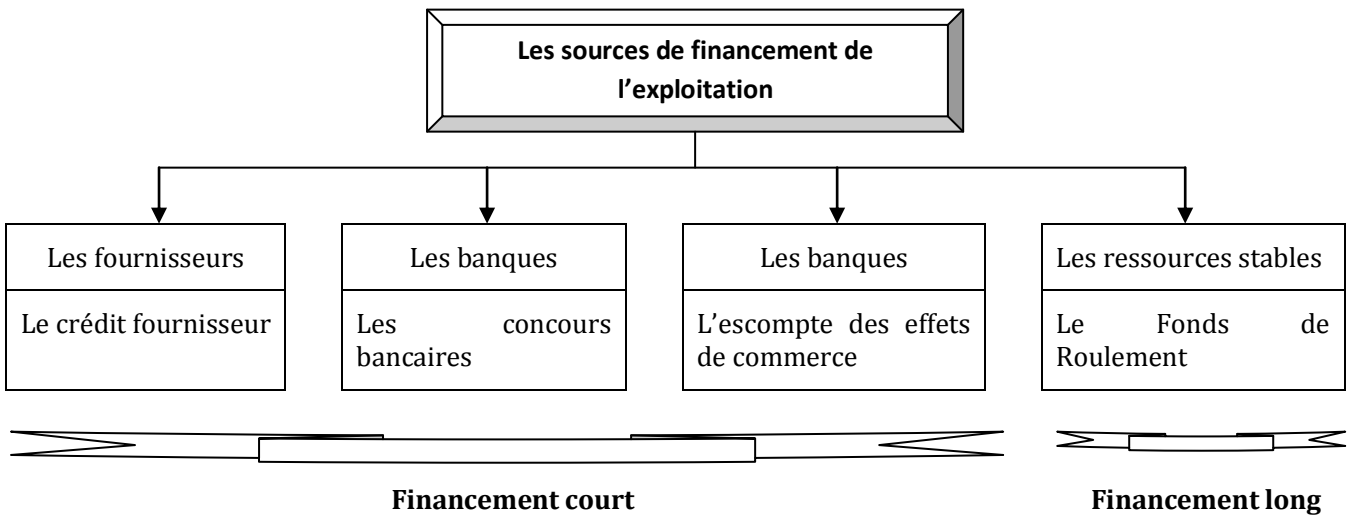 Les sources de financement de
l’exploitation
Les fournisseurs
Le crédit fournisseur
Les banques
Les concours
bancaires
Les banques
L’escompte des effets
de commerce
Les ressources stables
Le Fonds de
Roulement
Financement court
Financement long